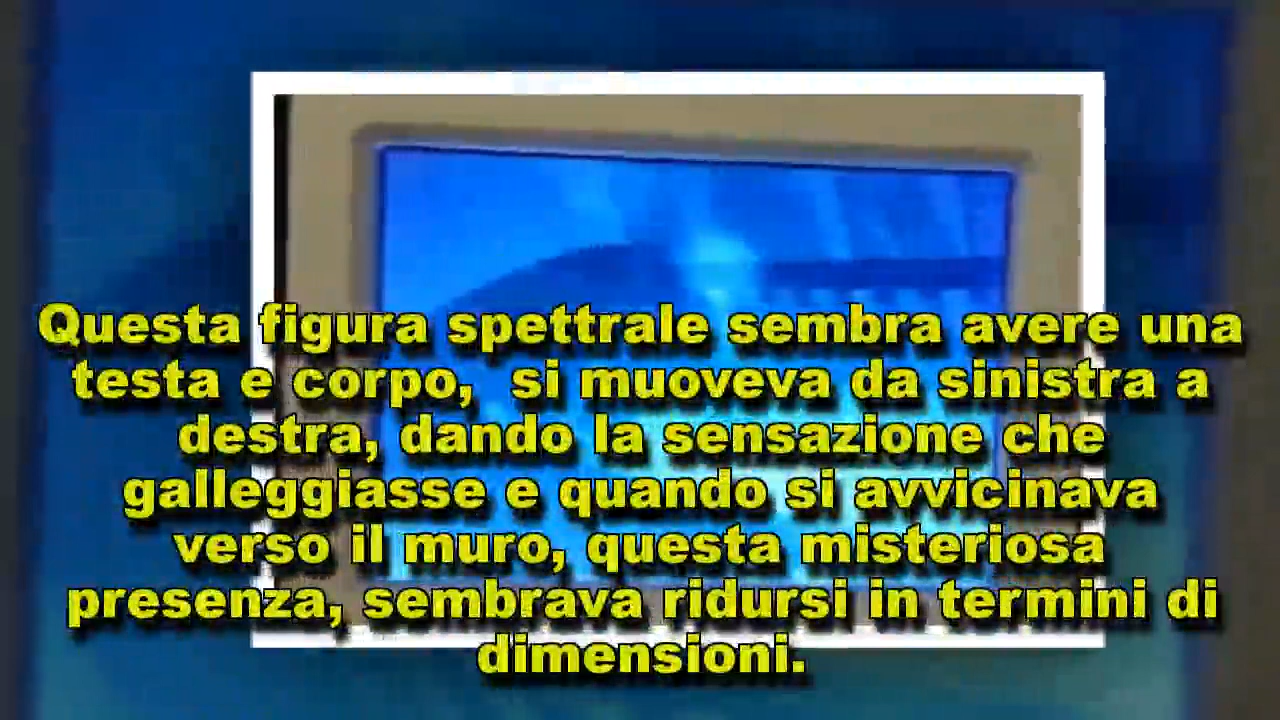 Questa figura spettrale sembra avere una
testa e corpo,  si muoveva da sinistra a
destra, dando la sensazione che
galleggiasse e quando si avvicinava
verso il muro, questa misteriosa
presenza, sembrava ridursi in termini di
dimensioni.